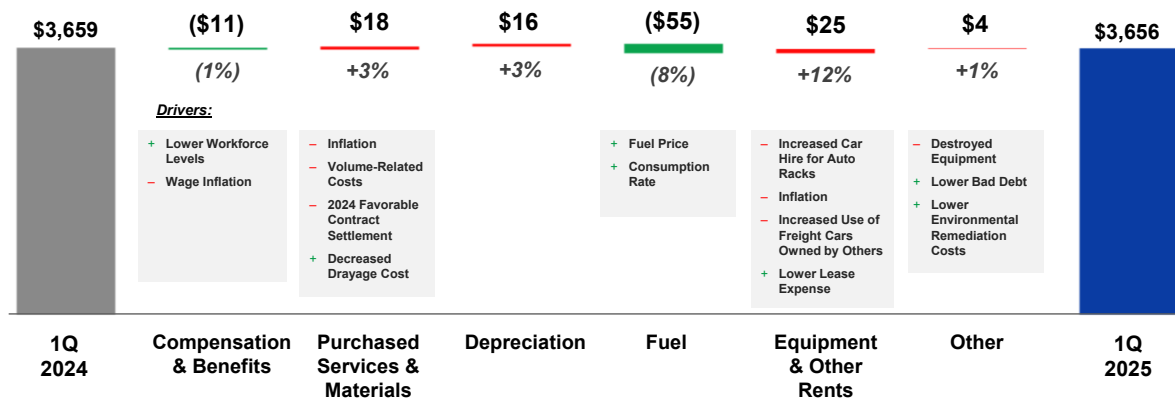 $3,659
($11)
$18
$16
($55)
$25
$4
$3,656
(1%)
+3%
+3%
(8%)
+12%
+1%
Drivers:
+ Lower Workforce
Levels
– Wage Inflation
– Inflation
– Volume-Related
Costs
– 2024 Favorable
Contract
Settlement
+ Decreased
Drayage Cost
+ Fuel Price
+ Consumption
Rate
– Increased Car
Hire for Auto
Racks
– Inflation
– Increased Use of
Freight Cars
Owned by Others
+ Lower Lease
Expense
– Destroyed
Equipment
+ Lower Bad Debt
+ Lower
Environmental
Remediation
Costs
1Q
2024
Compensation
& Benefits
Purchased
Services &
Materials
Depreciation
Fuel
Equipment
& Other
Rents
Other
1Q
2025